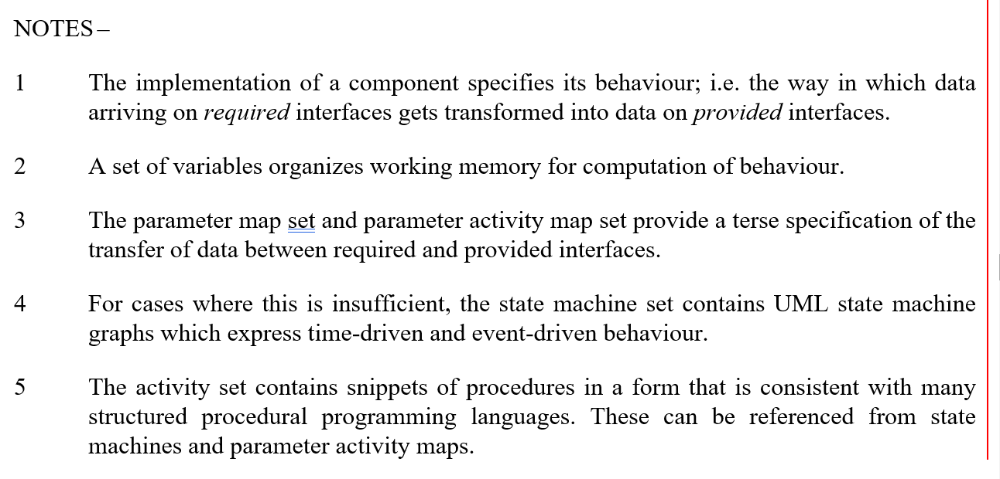 NOTES –
1 The implementation of a component specifies its behaviour; i.e. the way in which data
arriving on required interfaces gets transformed into data on provided interfaces.
2 A set of variables organizes working memory for computation of behaviour.
3 The parameter map set and parameter activity map set provide a terse specification of the
transfer of data between required and provided interfaces.
4 For cases where this is insufficient, the state machine set contains UML state machine
graphs which express time-driven and event-driven behaviour.
5 The activity set contains snippets of procedures in a form that is consistent with many
structured procedural programming languages. These can be referenced from state
machines and parameter activity maps.